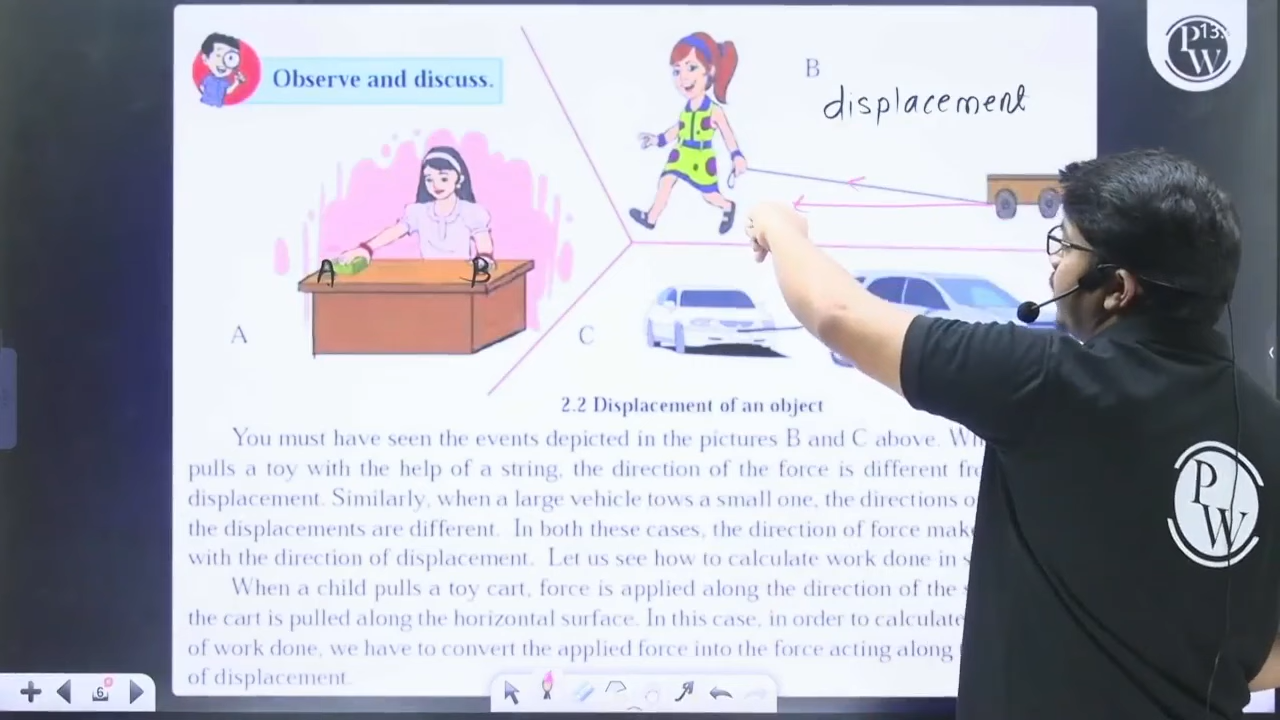 Observe and discuss.
B
displacement
A
B
A
C
2.2 Displacement of an object
You must have seen the events depicted in the pictures B and C above.
pulls a toy with the help of a string, the direction of the force is different
displacement. Similarly, when a large vehicle tows a small one, the directions
the displacements are different. In both these cases, the direction of force
with the direction of displacement. Let us see how to calculate work done in
When a child pulls a toy cart, force is applied along the direction of the
the cart is pulled along the horizontal surface. In this case, in order to calculate
of work done, we have to convert the applied force into the force acting along
of displacement.
PW
PW
6